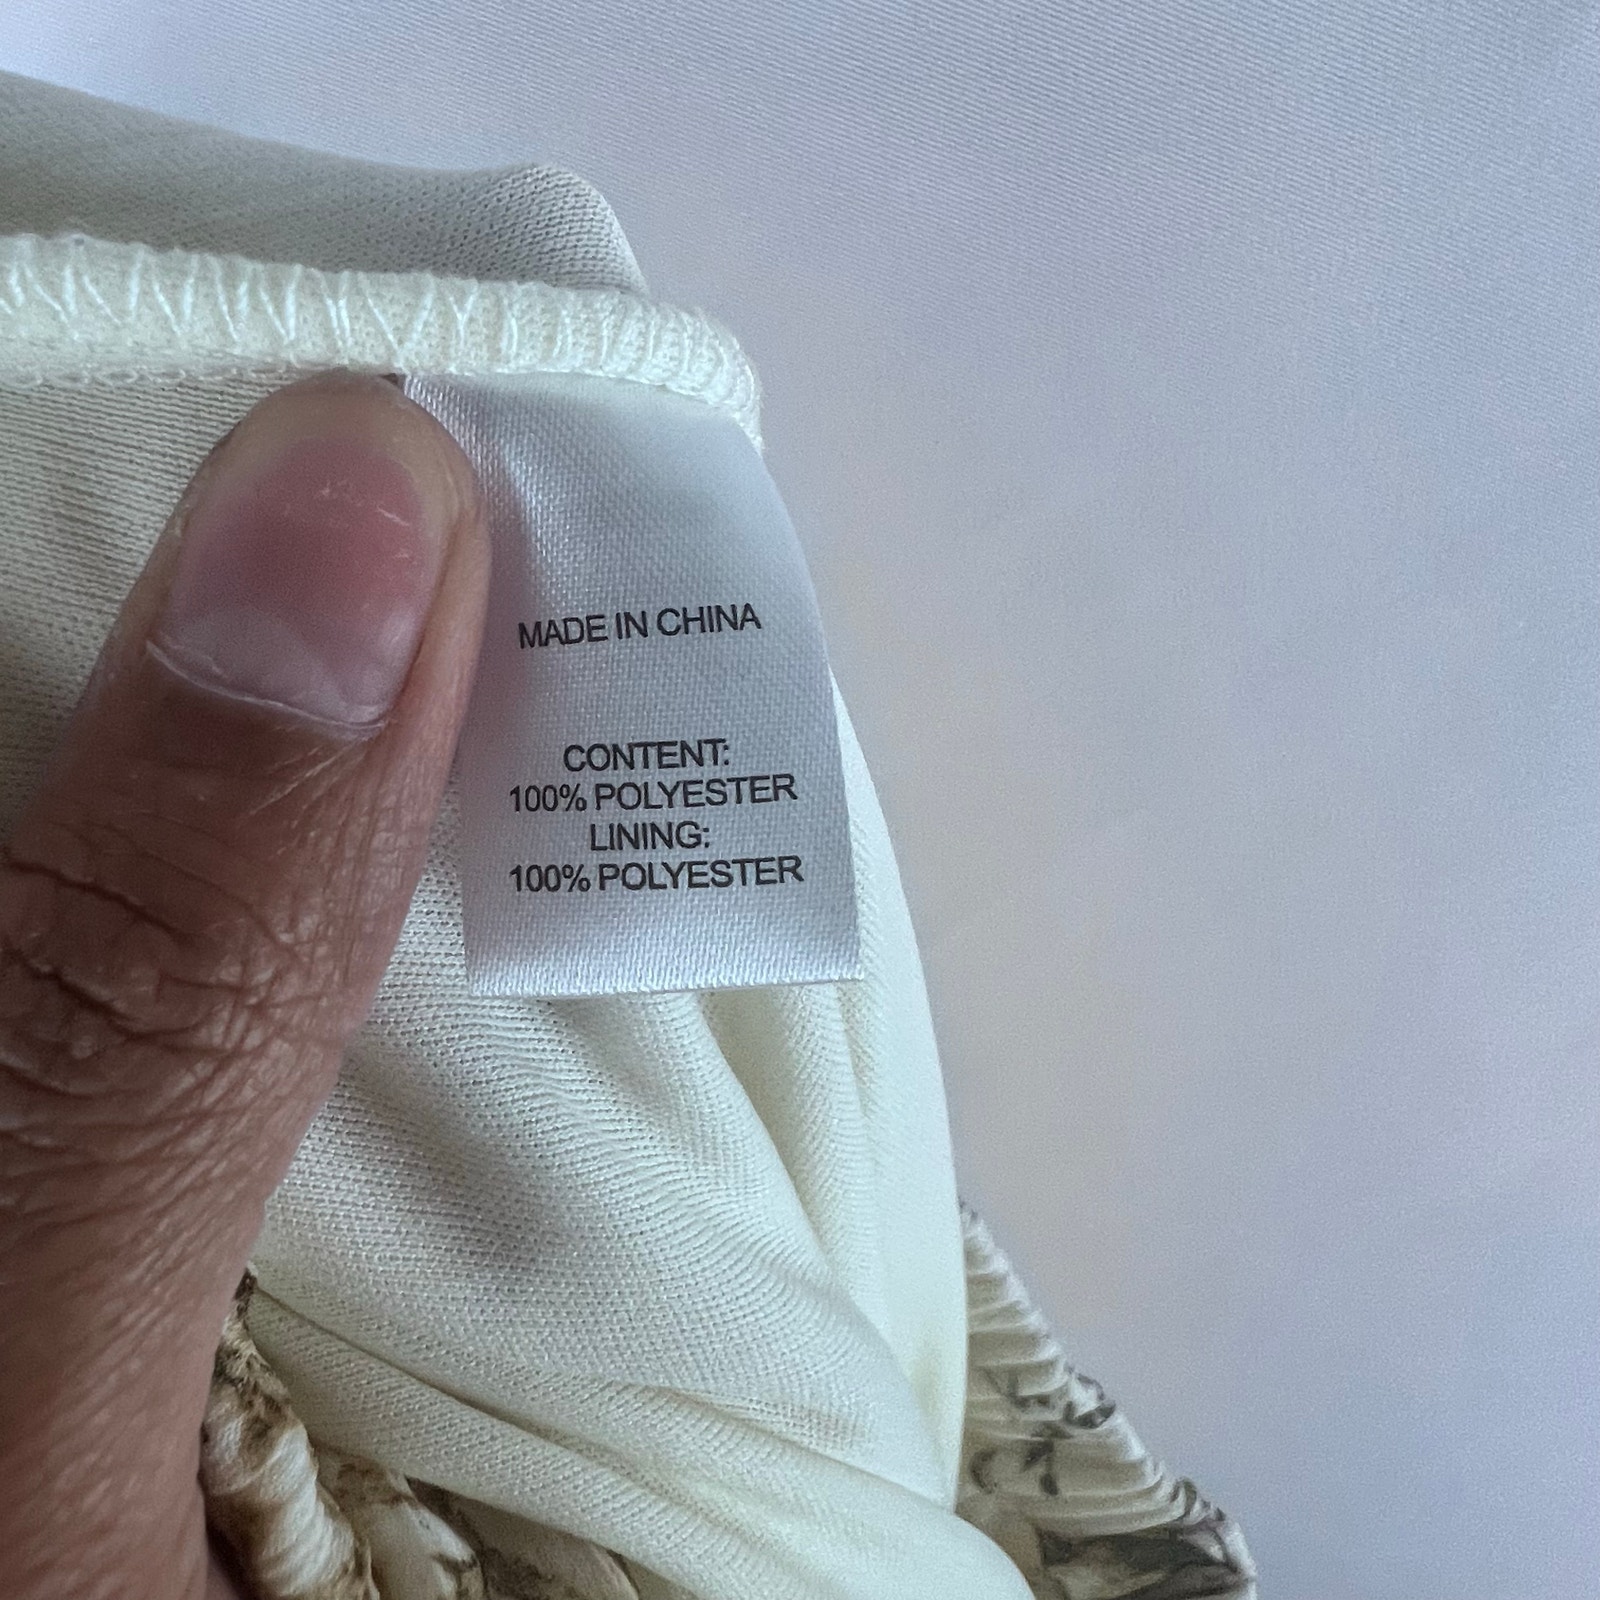 MADE IN CHINA
CONTENT:
100% POLYESTER
LINING:
100% POLYESTER